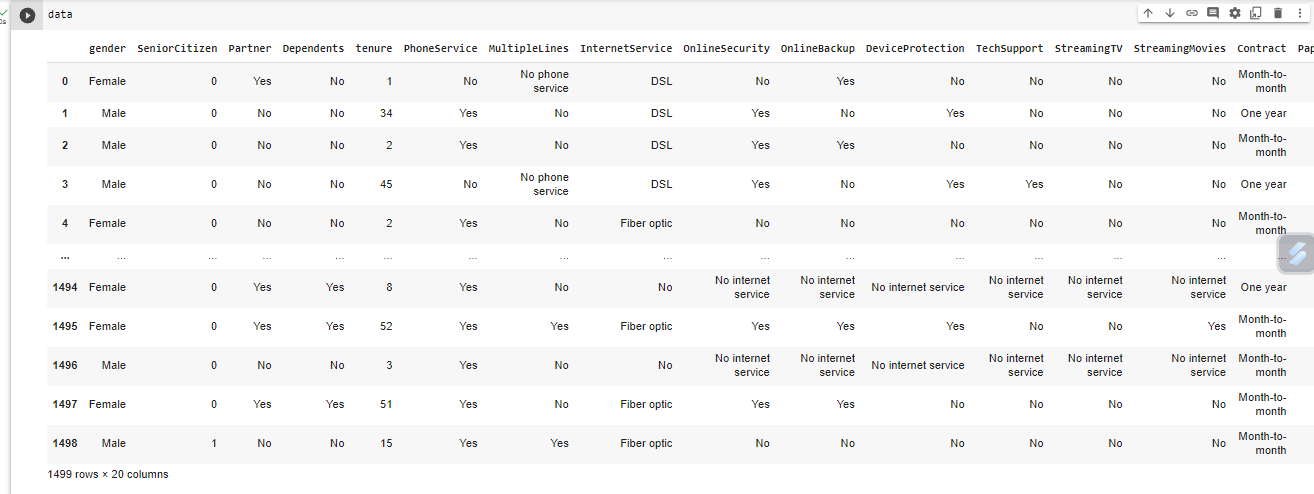 data
gender SeniorCitizen Partner Dependents tenure PhoneService MultipleLines InternetService OnlineSecurity OnlineBackup DeviceProtection TechSupport StreamingTV StreamingMovies Contract Pap
0 Female 0 Yes No 1 No No phone service DSL No Yes No No No No Month-to-month
1 Male 0 No No 34 Yes No DSL Yes No Yes No No No One year
2 Male 0 No No 2 Yes No DSL Yes Yes No No No No Month-to-month
3 Male 0 No No 45 No No phone service DSL Yes No Yes Yes No No One year
4 Female 0 No No 2 Yes No Fiber optic No No No No No No Month-to-month
... ... ... ... ... ... ... ... ... ... ... ... ... ... ... ...
1494 Female 0 Yes Yes 8 Yes No No No internet service No internet service No internet service No internet service No internet service No internet service One year
1495 Female 0 Yes Yes 52 Yes Yes Fiber optic Yes Yes Yes No No Yes Month-to-month
1496 Male 0 No No 3 Yes No No No internet service No internet service No internet service No internet service No internet service No internet service Month-to-month
1497 Female 0 Yes Yes 51 Yes No Fiber optic Yes Yes No No No No Month-to-month
1498 Male 1 No No 15 Yes Yes Fiber optic No No No No No No Month-to-month
1499 rows × 20 columns